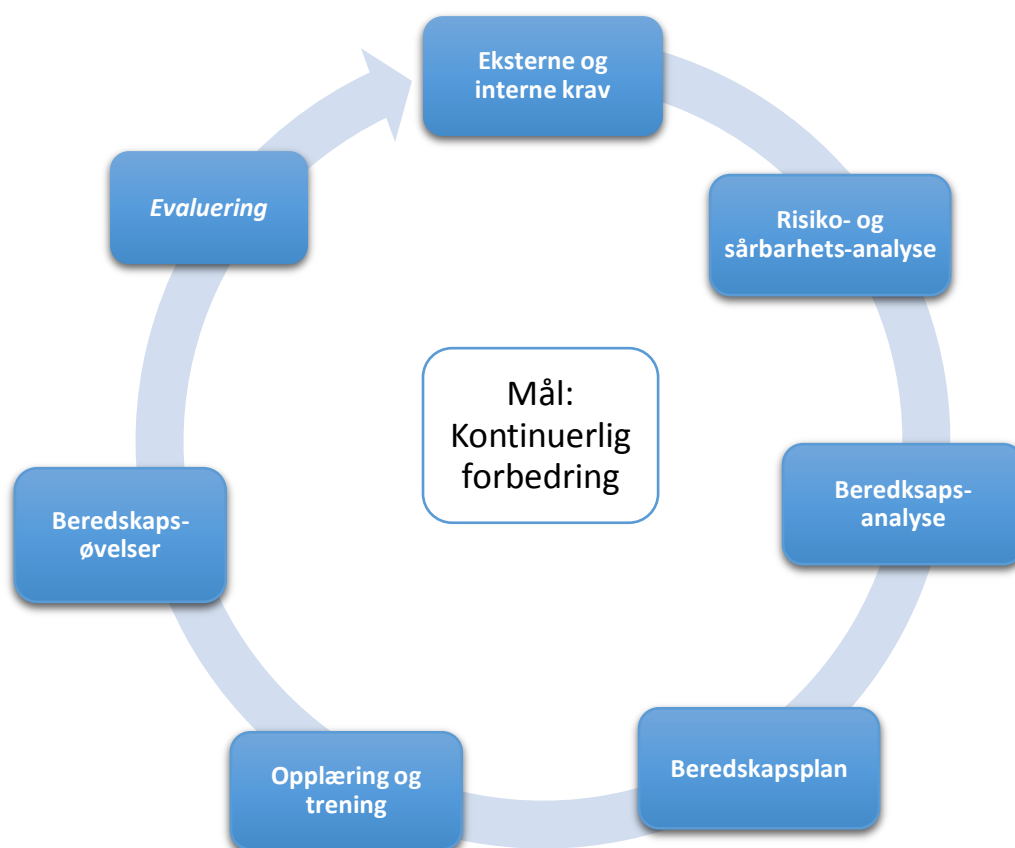 Eksterne og
interne krav
Risiko- og
sårbarhets-analyse
Beredksaps-
analyse
Beredskapsplan
Opplæring og
trening
Beredskaps-
øvelser
Evaluering
Mål:
Kontinuerlig
forbedring